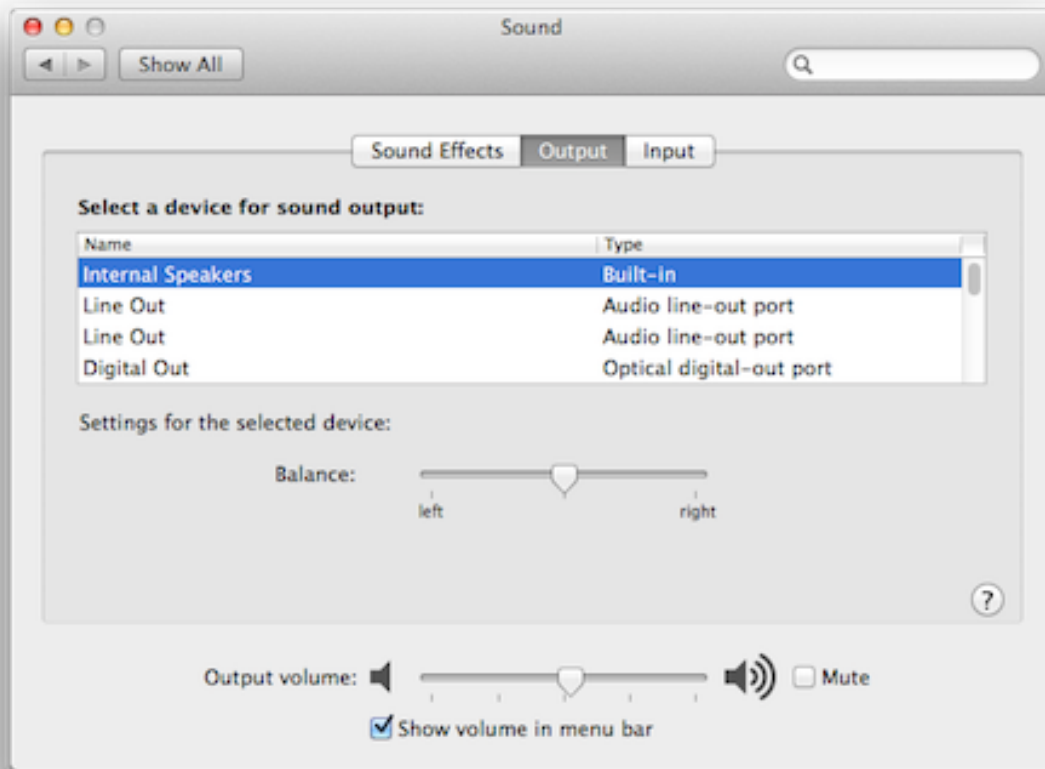 Sound
Show All
Sound Effects Output Input
Select a device for sound output:
Name Type
Internal Speakers Built-in
Line Out Audio line-out port
Line Out Audio line-out port
Digital Out Optical digital-out port
Settings for the selected device:
Balance:
left right
?
Output volume: Mute
Show volume in menu bar